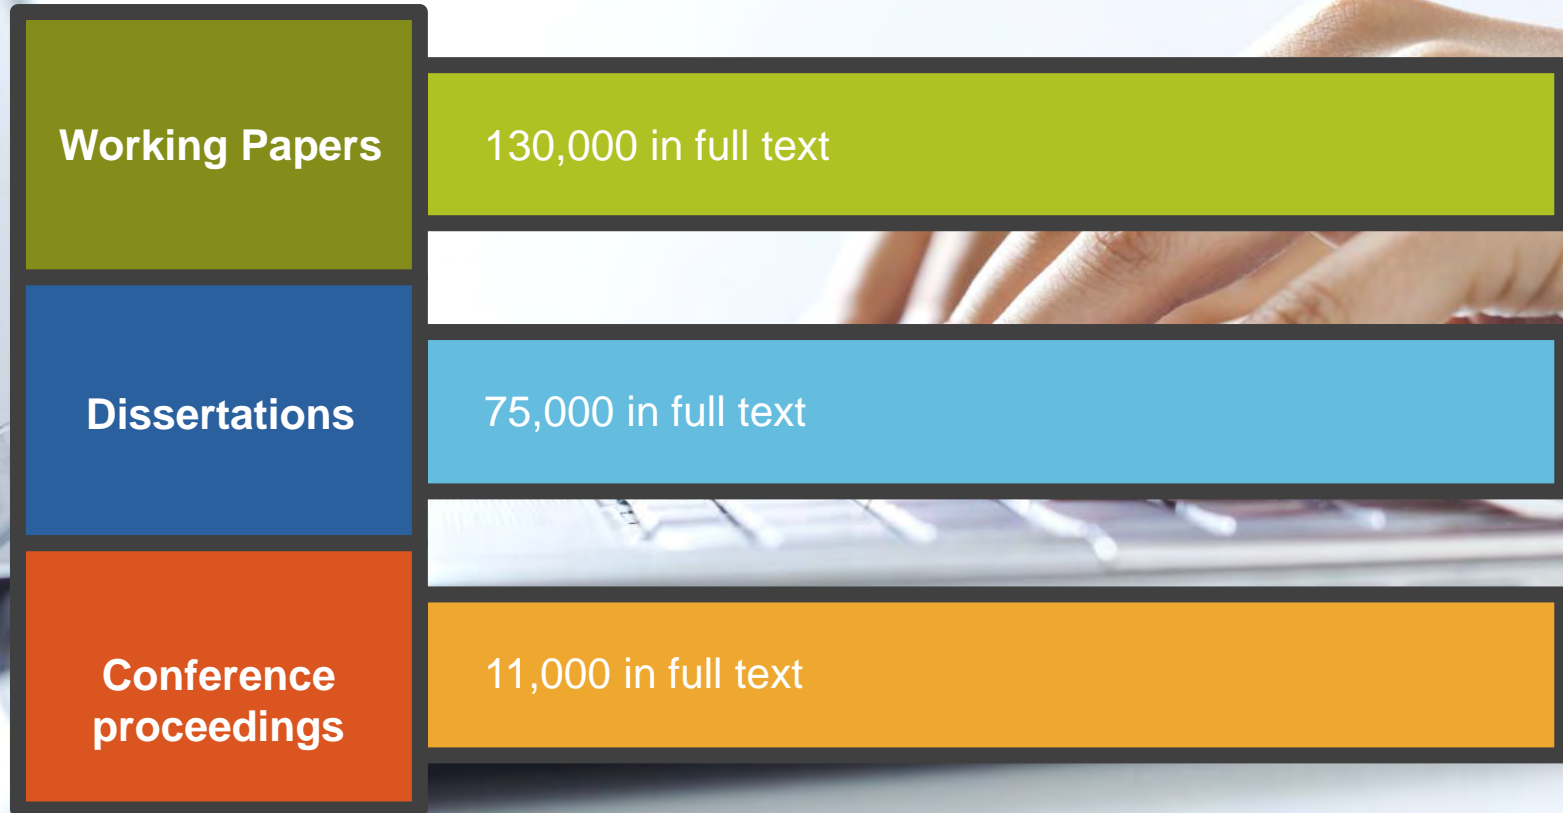 Working Papers
130,000 in full text
Dissertations
75,000 in full text
Conference
proceedings
11,000 in full text